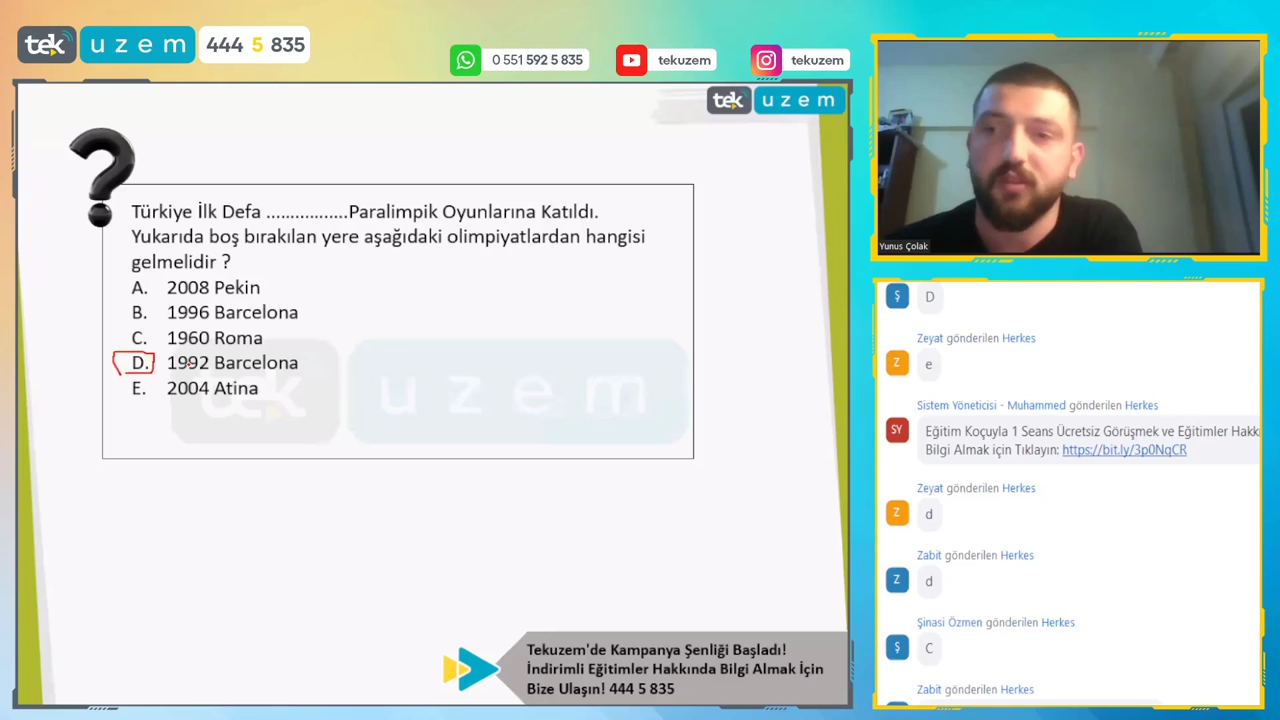 tek uzem 444 5 835
0 551 592 5 835
tekuzem
tekuzem
tek uzem
?
Türkiye İlk Defa .................Paralimpik Oyunlarına Katıldı.
Yukarıda boş bırakılan yere aşağıdaki olimpiyatlardan hangisi
gelmelidir ?
A. 2008 Pekin
B. 1996 Barcelona
C. 1960 Roma
D. 1992 Barcelona
E. 2004 Atina
tek uzem
Tekuzem'de Kampanya Şenliği Başladı!
İndirimli Eğitimler Hakkında Bilgi Almak İçin
Bize Ulaşın! 444 5 835
Yunus Çolak
Ş D
Zeyat gönderilen Herkes
Z e
Sistem Yöneticisi - Muhammed gönderilen Herkes
SY Eğitim Koçuyla 1 Seans Ücretsiz Görüşmek ve Eğitimler Hakk
Bilgi Almak için Tıklayın: https://bit.ly/3p0NqCR
Zeyat gönderilen Herkes
Z d
Zabit gönderilen Herkes
Z d
Şinasi Özmen gönderilen Herkes
Ş C
Zabit gönderilen Herkes